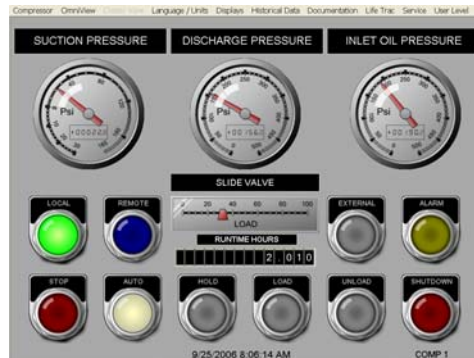 Compressor OmniView Classic View Language / Units Displays Historical Data Documentation Life Trac Service User Level
SUCTION PRESSURE DISCHARGE PRESSURE INLET OIL PRESSURE
Psi Psi Psi
SLIDE VALVE
0 20 40 60 80 100
LOAD
LOCAL REMOTE EXTERNAL ALARM
RUNTIME HOURS
2.010
STOP AUTO HOLD LOAD UNLOAD SHUTDOWN
9/25/2006 8:06:14 AM COMP 1